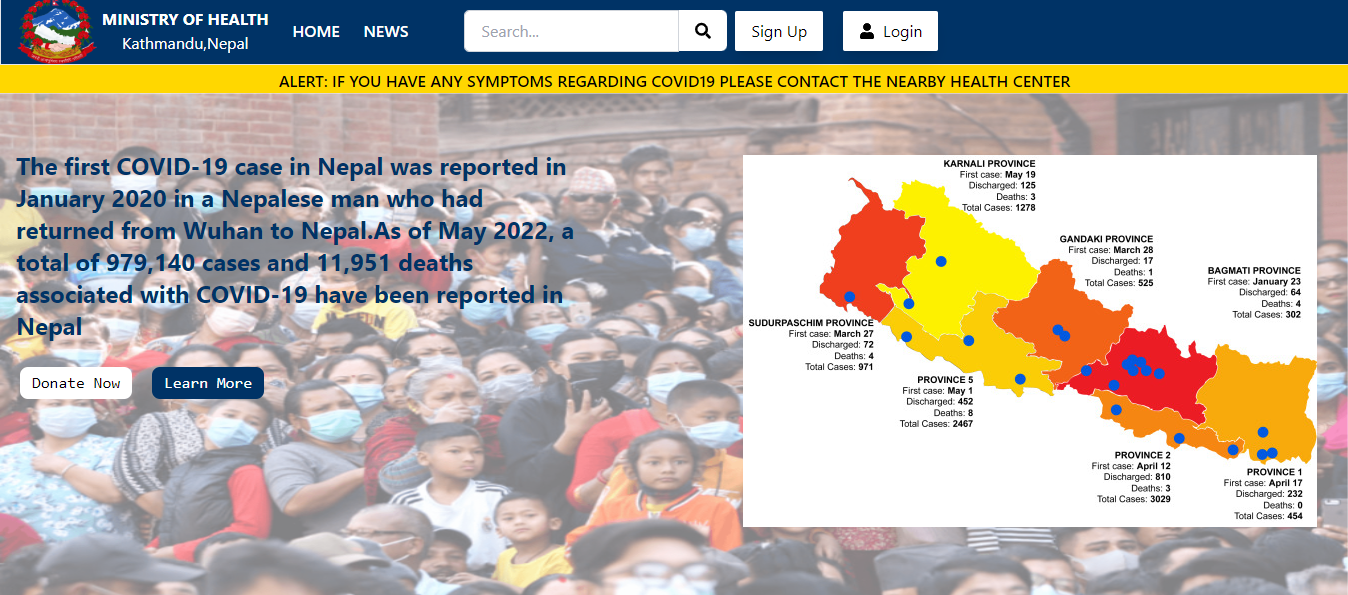 MINISTRY OF HEALTH
Kathmandu,Nepal
HOME
NEWS
Search...
Sign Up
Login
ALERT: IF YOU HAVE ANY SYMPTOMS REGARDING COVID19 PLEASE CONTACT THE NEARBY HEALTH CENTER
The first COVID-19 case in Nepal was reported in
January 2020 in a Nepalese man who had
returned from Wuhan to Nepal.As of May 2022, a
total of 979,140 cases and 11,951 deaths
associated with COVID-19 have been reported in
Nepal
Donate Now
Learn More
KARNALI PROVINCE
First case: May 19
Discharged: 125
Deaths: 3
Total Cases: 1278
GANDAKI PROVINCE
First case: March 28
Discharged: 17
Deaths: 1
Total Cases: 525
BAGMATI PROVINCE
First case: January 23
Discharged: 64
Deaths: 4
Total Cases: 302
SUDURPASCHIM PROVINCE
First case: March 27
Discharged: 72
Deaths: 4
Total Cases: 971
PROVINCE 5
First case: May 1
Discharged: 452
Deaths: 8
Total Cases: 2467
PROVINCE 2
First case: April 12
Discharged: 810
Deaths: 3
Total Cases: 3029
PROVINCE 1
First case: April 17
Discharged: 232
Deaths: 0
Total Cases: 454